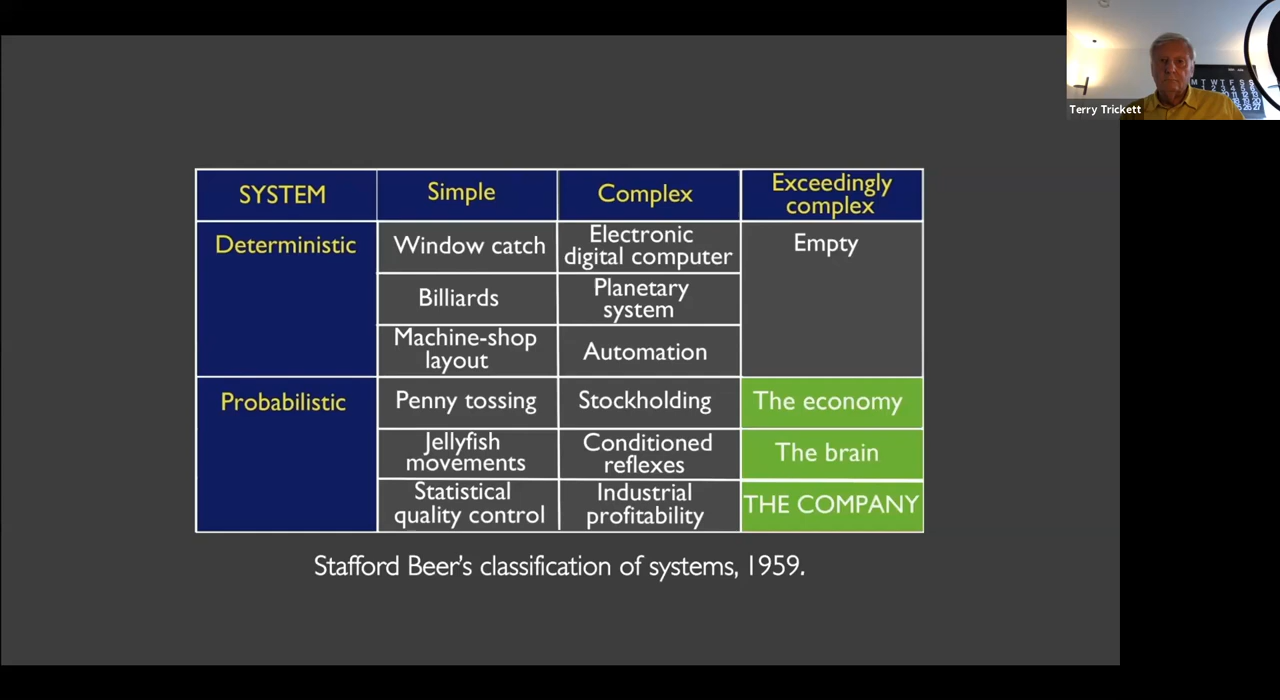 SYSTEM
Simple
Complex
Exceedingly
complex
Deterministic
Window catch
Electronic
digital computer
Empty
Billiards
Planetary
system
Machine-shop
layout
Automation
Probabilistic
Penny tossing
Stockholding
The economy
Jellyfish
movements
Conditioned
reflexes
The brain
Statistical
quality control
Industrial
profitability
THE COMPANY
Stafford Beer's classification of systems, 1959.
M T W T F S S
Terry Trickett